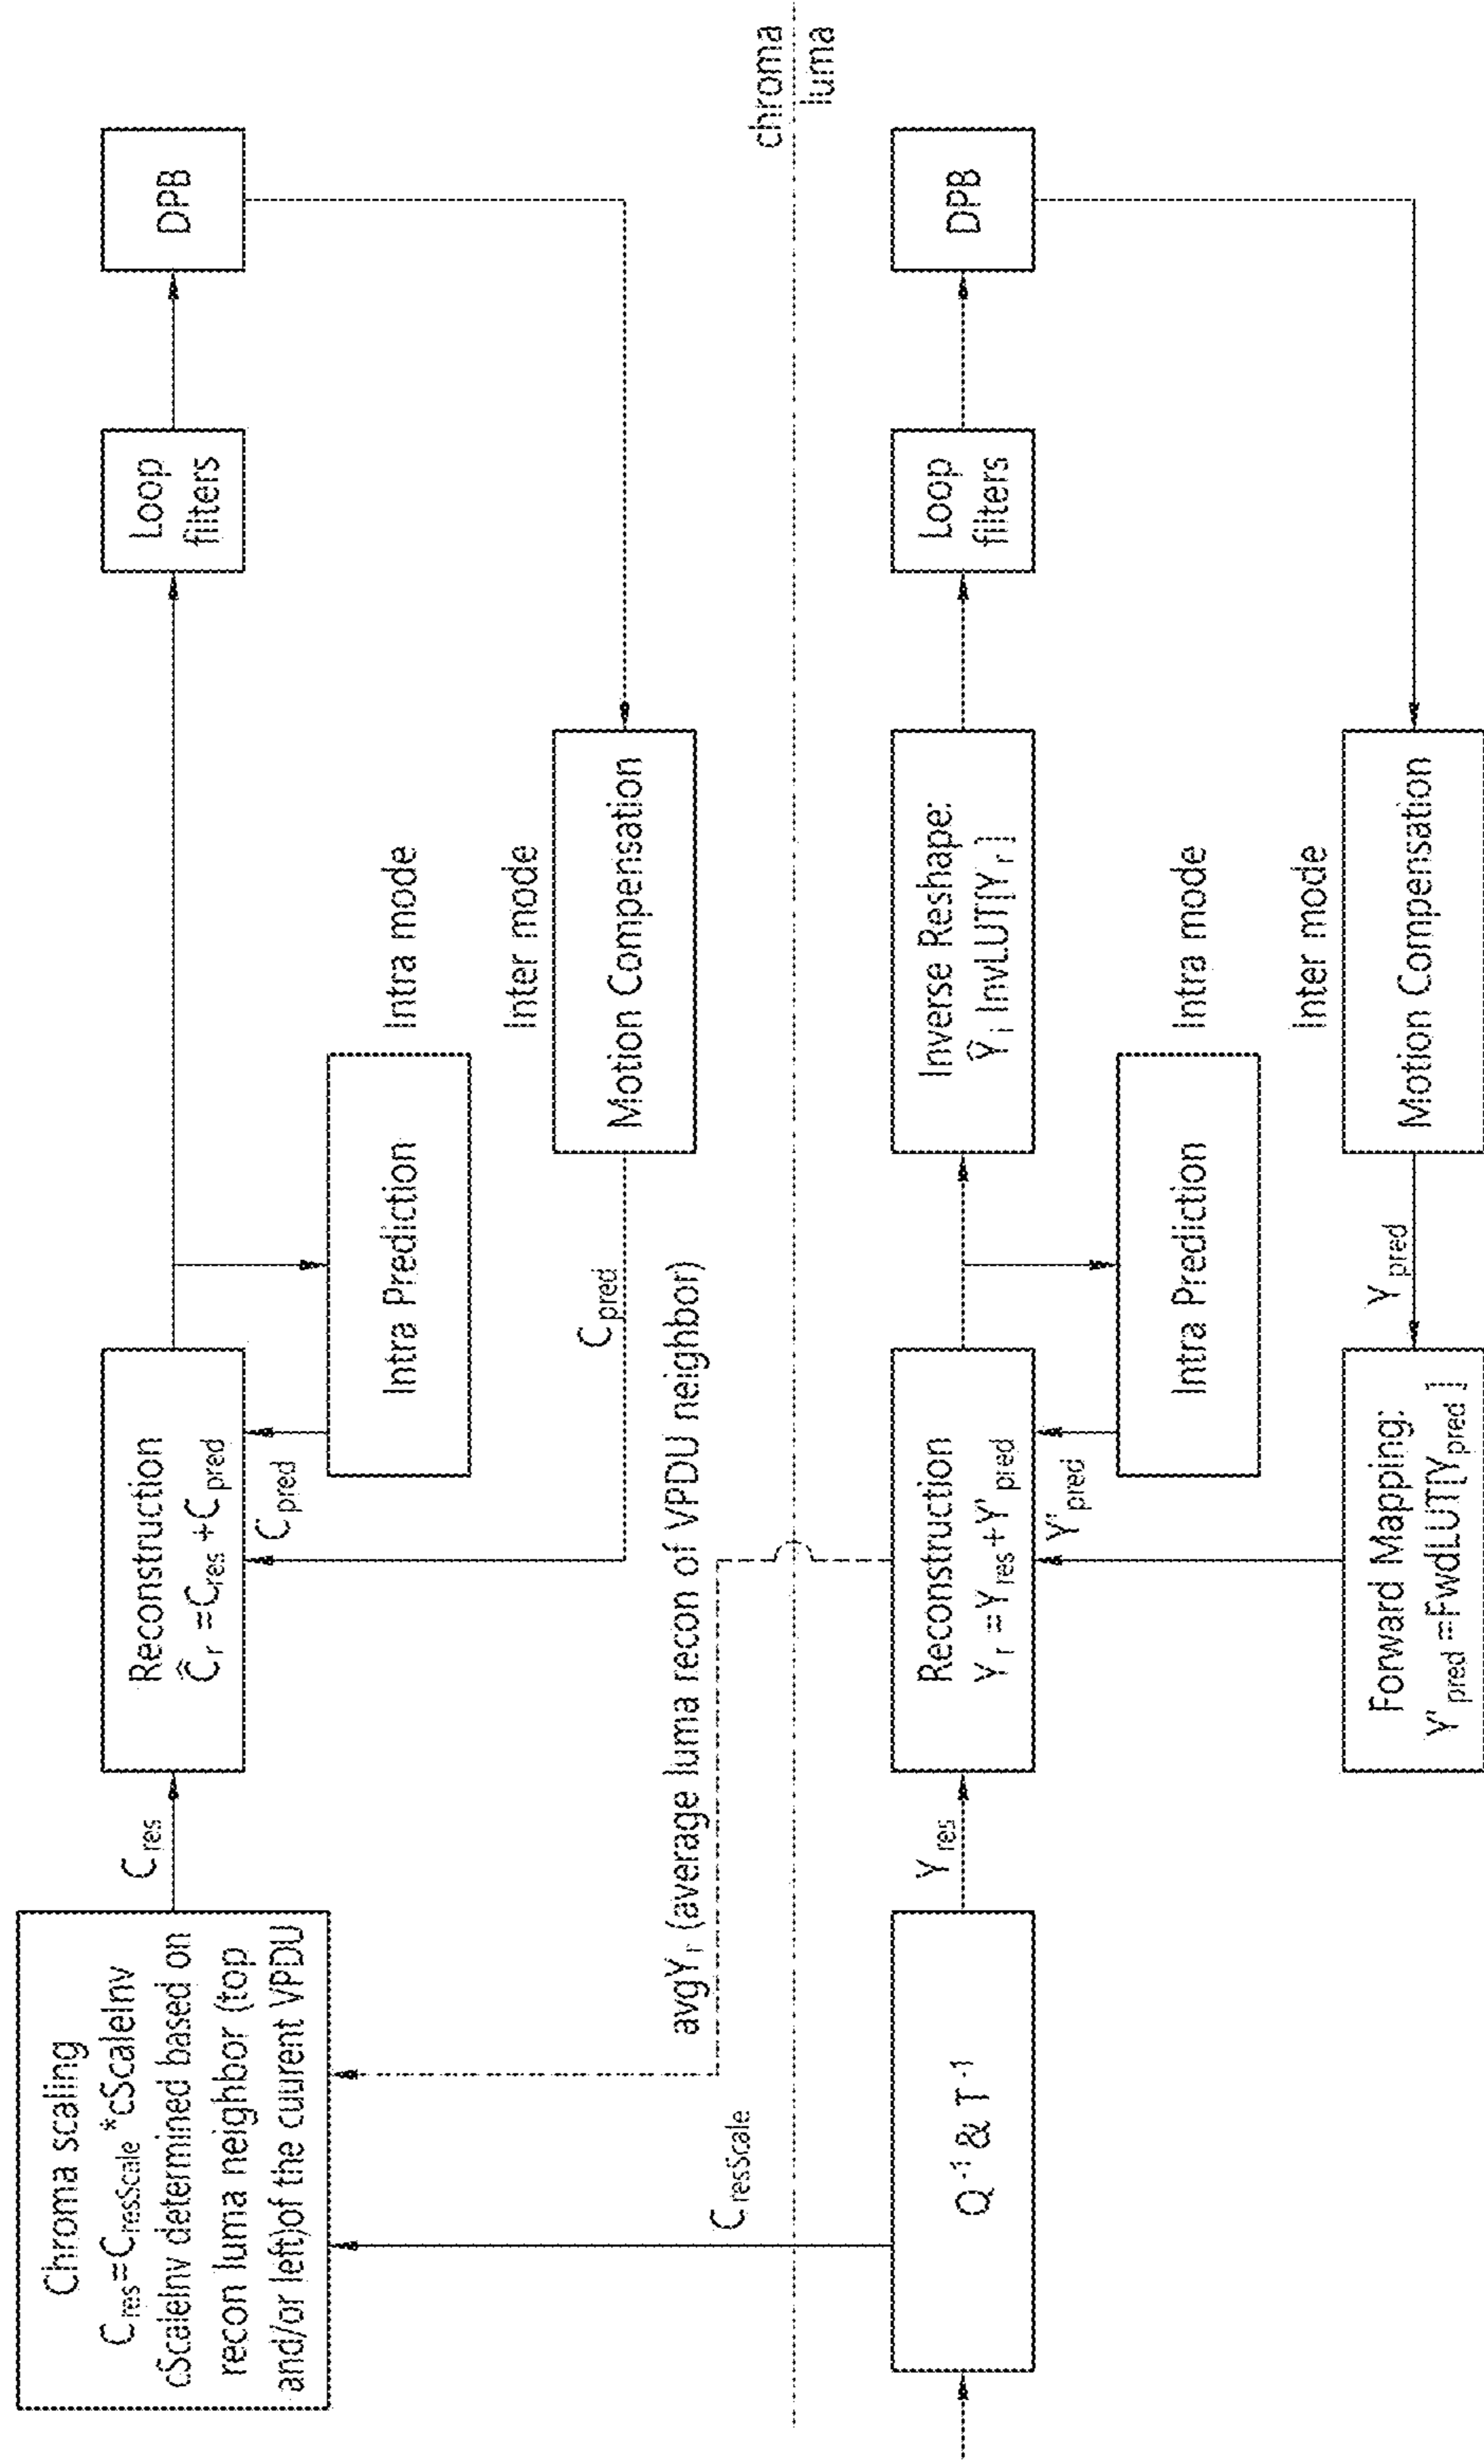 Chroma scaling
C_res=C_resScale*cScaleInv
cScaleInv determined based on
recon luma neighbor (top
and/or left)of the cuurent VPDU
C_res
Reconstruction
Ĉ_r =C_res+C_pred
C_pred
Intra Prediction
Intra mode
Inter mode
Motion Compensation
C_pred
Loop
filters
DPB
avgY_r (average luma recon of VPDU neighbor)
C_resScale
chroma
luma
Q⁻¹ & T⁻¹
Y_res
Reconstruction
Y_r =Y_res+Y'_pred
Y'_pred
Intra Prediction
Intra mode
Inverse Reshape:
Ŷ_i InvLUT[Y_r]
Loop
filters
DPB
Inter mode
Motion Compensation
Y_pred
Forward Mapping:
Y'_pred =FwdLUT[Y_pred]